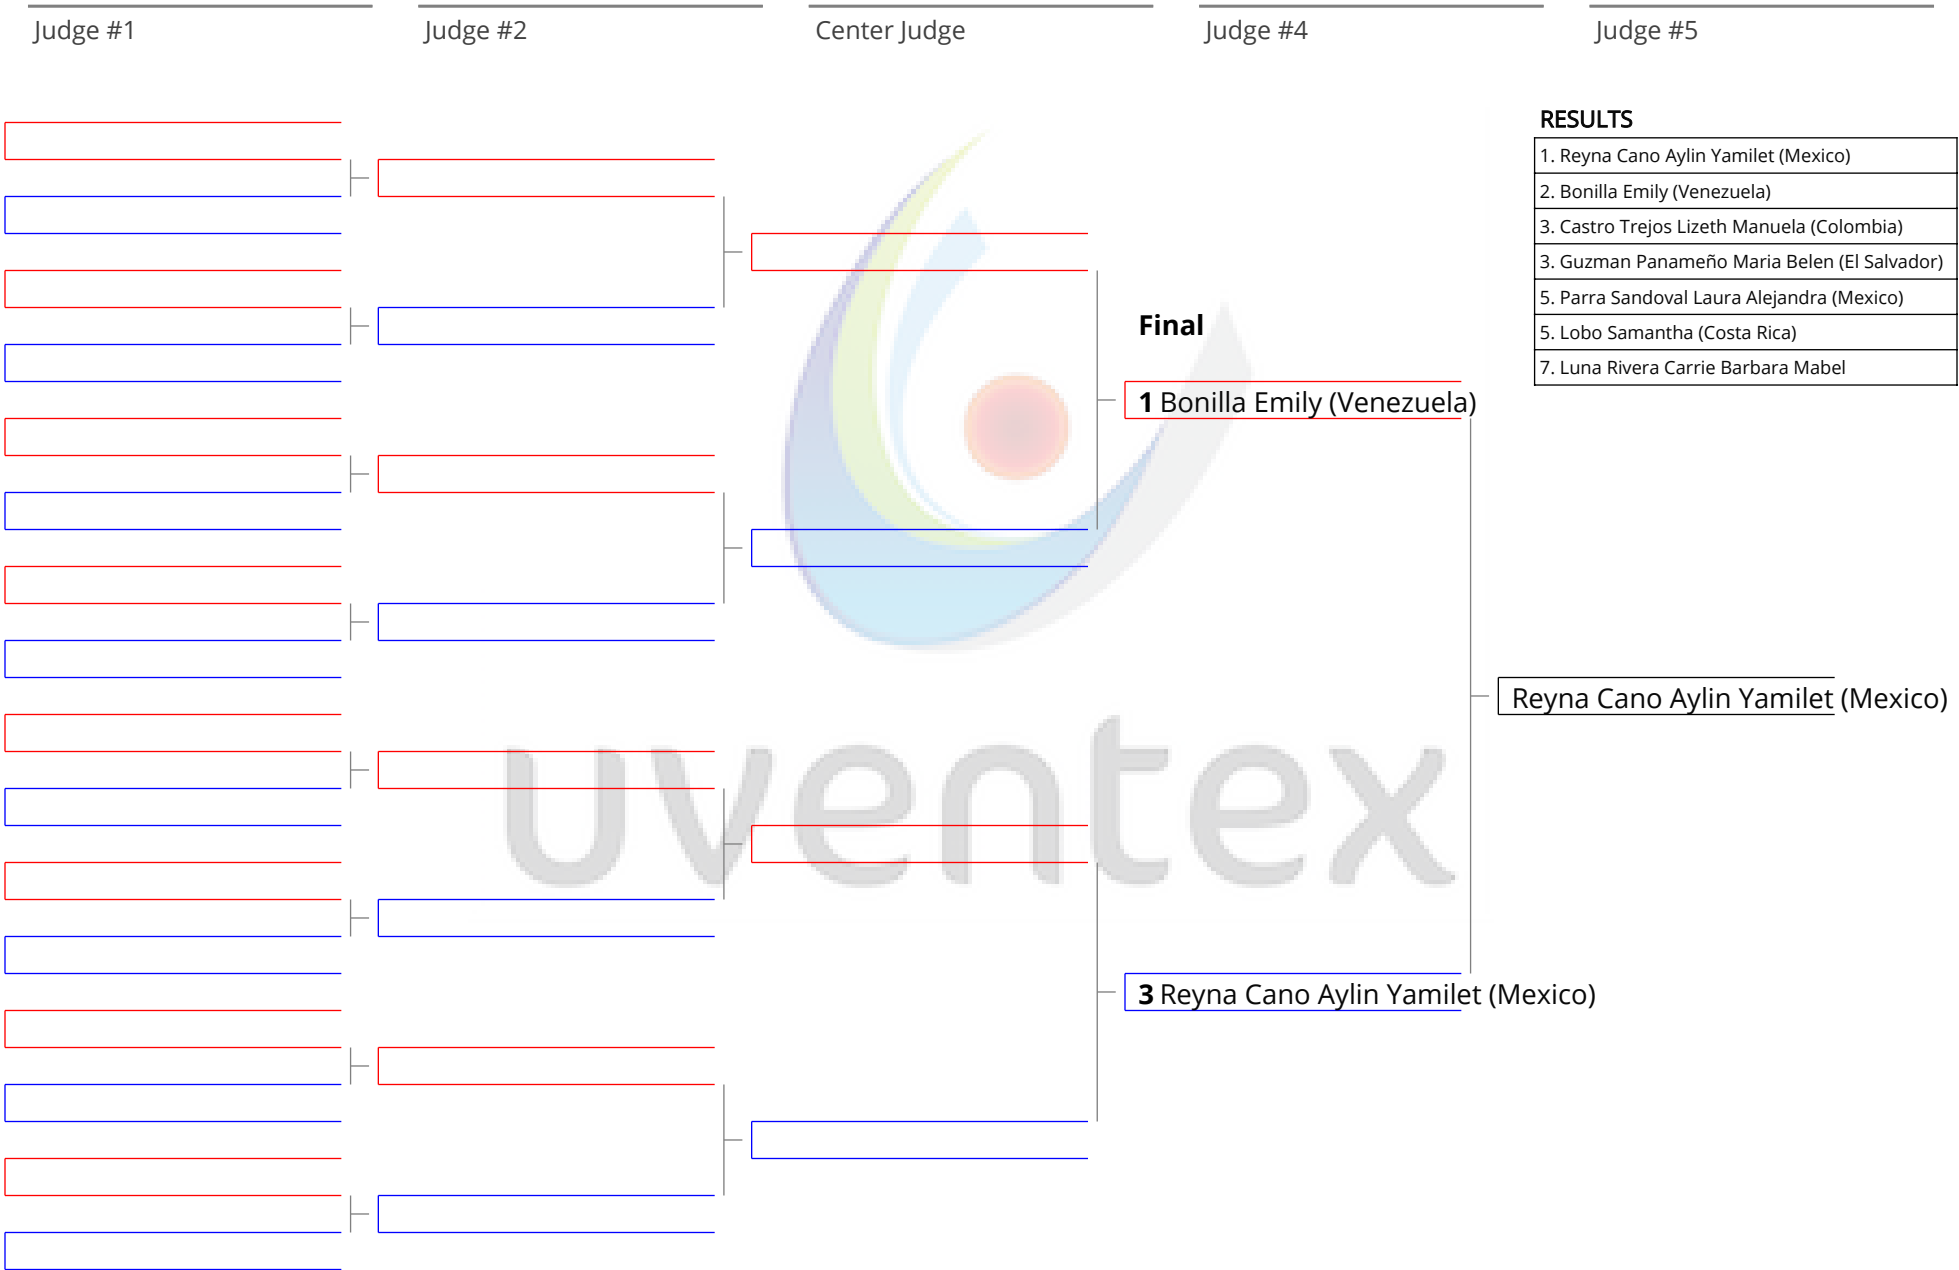 Judge #1
Judge #2
Center Judge
Judge #4
Judge #5
RESULTS
1. Reyna Cano Aylin Yamilet (Mexico)
2. Bonilla Emily (Venezuela)
3. Castro Trejos Lizeth Manuela (Colombia)
3. Guzman Panameño Maria Belen (El Salvador)
5. Parra Sandoval Laura Alejandra (Mexico)
5. Lobo Samantha (Costa Rica)
7. Luna Rivera Carrie Barbara Mabel
Final
1 Bonilla Emily (Venezuela)
Reyna Cano Aylin Yamilet (Mexico)
uventex
3 Reyna Cano Aylin Yamilet (Mexico)